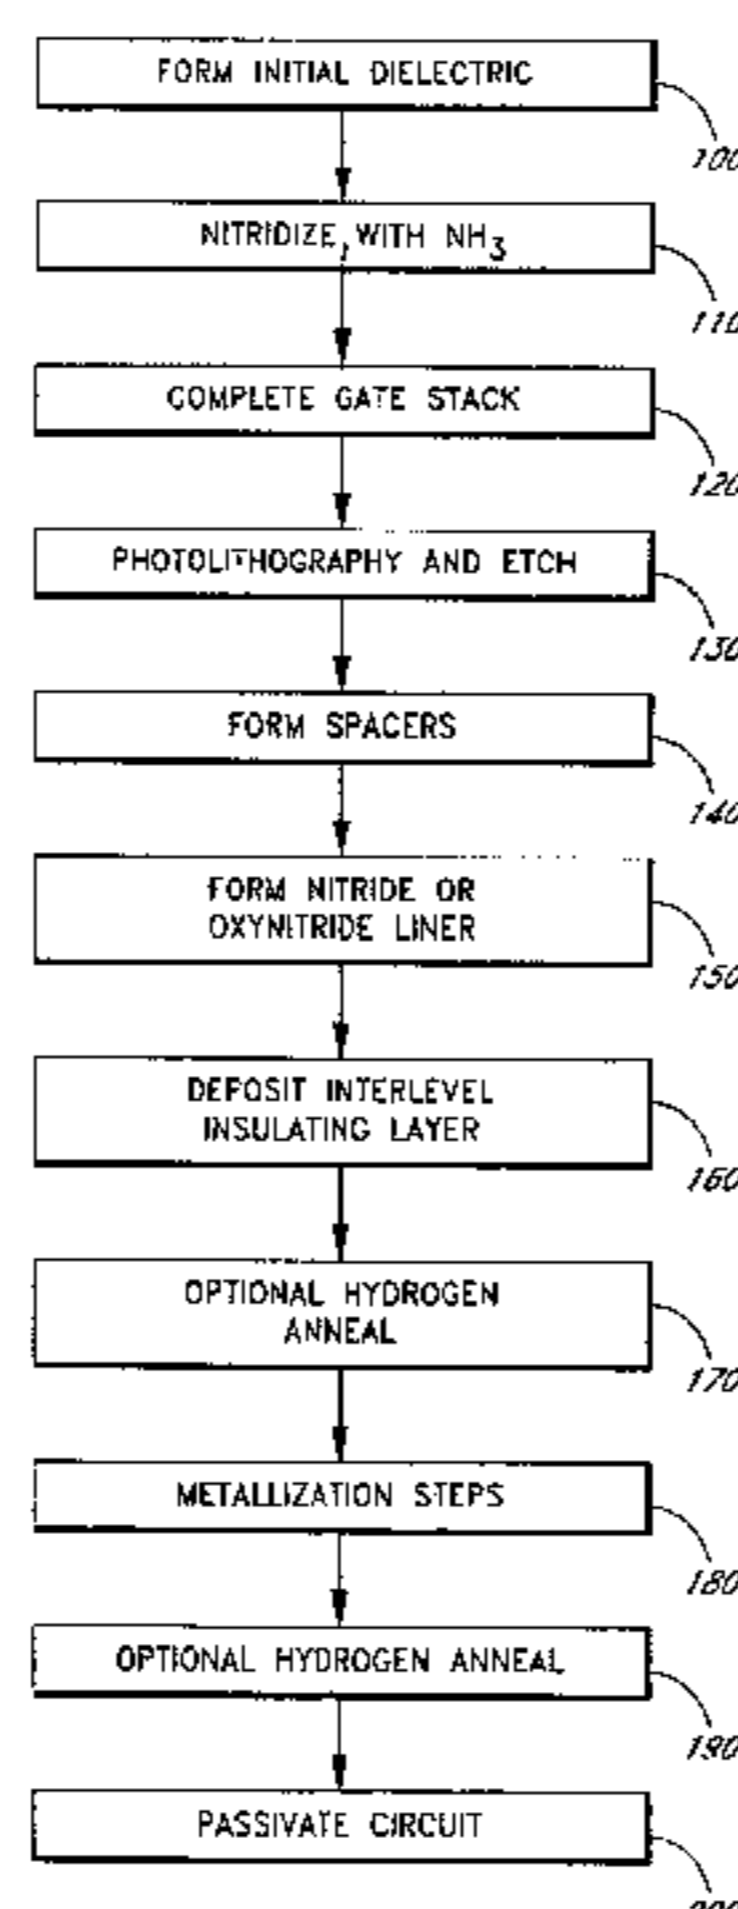 FORM INITIAL DIELECTRIC
100
NITRIDIZE WITH NH3
110
COMPLETE GATE STACK
120
PHOTOLITHOGRAPHY AND ETCH
130
FORM SPACERS
140
FORM NITRIDE OR
OXYNITRIDE LINER
150
DEPOSIT INTERLEVEL
INSULATING LAYER
160
OPTIONAL HYDROGEN
ANNEAL
170
METALLIZATION STEPS
180
OPTIONAL HYDROGEN ANNEAL
190
PASSIVATE CIRCUIT